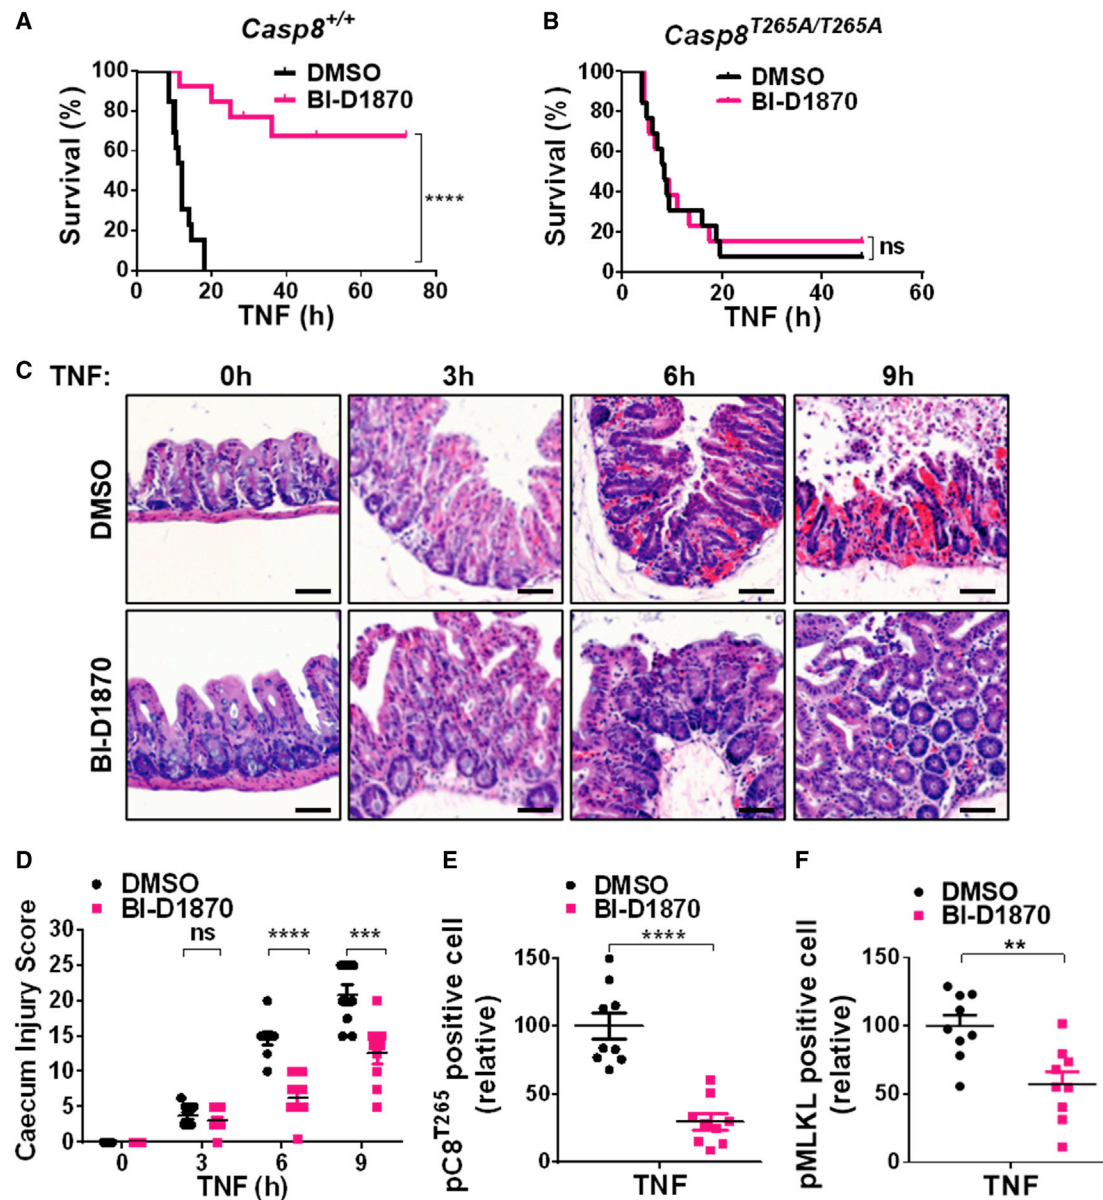 A
Casp8+/+
DMSO
BI-D1870
Survival (%)
100
80
60
40
20
0
****
0 20 40 60 80
TNF (h)
B
Casp8T265A/T265A
DMSO
BI-D1870
Survival (%)
100
80
60
40
20
0
ns
0 20 40 60
TNF (h)
C
TNF: 0h 3h 6h 9h
DMSO
BI-D1870
D
DMSO
BI-D1870
Caecum Injury Score
30
25
20
15
10
5
0
ns **** ***
0 3 6 9
TNF (h)
E
DMSO
BI-D1870
pC8T265 positive cell
(relative)
150
100
50
0
****
TNF
F
DMSO
BI-D1870
pMLKL positive cell
(relative)
150
100
50
0
**
TNF